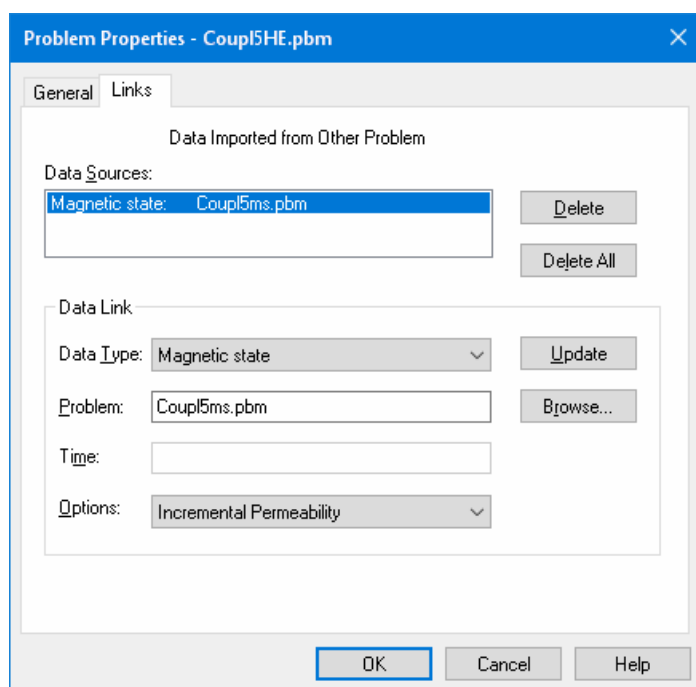 Problem Properties - Coupl5HE.pbm
General Links
Data Imported from Other Problem
Data Sources:
Magnetic state: Coupl5ms.pbm
Delete
Delete All
Data Link
Data Type: Magnetic state Update
Problem: Coupl5ms.pbm Browse...
Time:
Options: Incremental Permeability
OK Cancel Help